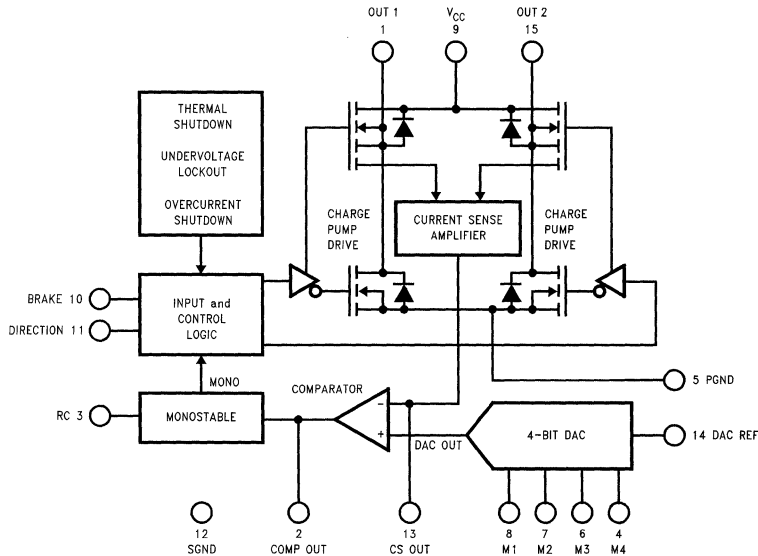 OUT 1
1
V_CC
9
OUT 2
15
THERMAL
SHUTDOWN
UNDERVOLTAGE
LOCKOUT
OVERCURRENT
SHUTDOWN
CHARGE
PUMP
DRIVE
CURRENT SENSE
AMPLIFIER
CHARGE
PUMP
DRIVE
BRAKE 10
DIRECTION 11
INPUT and
CONTROL
LOGIC
MONO
COMPARATOR
5 PGND
RC 3
MONOSTABLE
-
+
DAC OUT
4-BIT DAC
14 DAC REF
12
SGND
2
COMP OUT
13
CS OUT
8
M1
7
M2
6
M3
4
M4